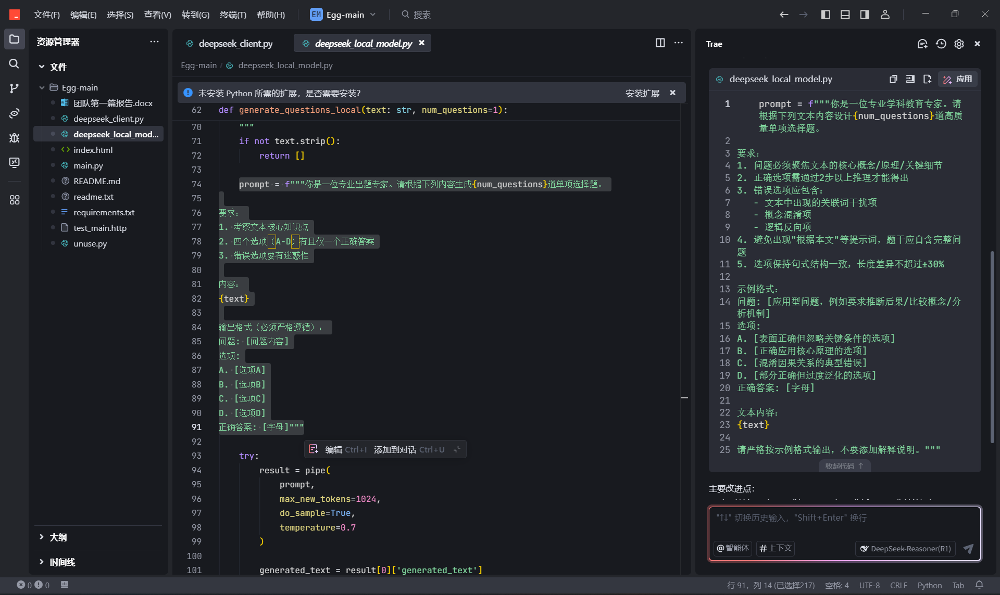 文件(F) 编辑(E) 选择(S) 查看(V) 转到(G) 终端(T) 帮助(H) EM Egg-main 搜索
资源管理器
文件
Egg-main
团队第一篇报告.docx
deepseek_client.py
deepseek_local_mod...
index.html
main.py
README.md
readme.txt
requirements.txt
test_main.http
unuse.py
大纲
时间线
deepseek_client.py deepseek_local_model.py
Egg-main / deepseek_local_model.py
未安装 Python 所需的扩展，是否需要安装? 安装扩展
62 def generate_questions_local(text: str, num_questions=1):
70 """
71 if not text.strip():
72 return []
73
74 prompt = f"""你是一位专业出题专家。请根据下列内容生成{num_questions}道单项选择题。
75
76 要求：
77 1. 考察文本核心知识点
78 2. 四个选项（A-D）有且仅一个正确答案
79 3. 错误选项要有迷惑性
80
81 内容：
82 {text}
83
84 输出格式（必须严格遵循）：
85 问题: [问题内容]
86 选项:
87 A. [选项A]
88 B. [选项B]
89 C. [选项C]
90 D. [选项D]
91 正确答案: [字母]"""
92
编辑 Ctrl+I 添加到对话 Ctrl+U
93 try:
94 result = pipe(
95 prompt,
96 max_new_tokens=1024,
97 do_sample=True,
98 temperature=0.7
99 )
100
101 generated_text = result[0]['generated_text']
Trae
deepseek_local_model.py 应用
1 prompt = f"""你是一位专业学科教育专家。请
根据下列文本内容设计{num_questions}道高质
量单项选择题。
2
3 要求：
4 1. 问题必须聚焦文本的核心概念/原理/关键细节
5 2. 正确选项需通过2步以上推理才能得出
6 3. 错误选项应包含：
7 - 文本中出现的关联词干扰项
8 - 概念混淆项
9 - 逻辑反向项
10 4. 避免出现"根据本文"等提示词，题干应自含完整问
题
11 5. 选项保持句式结构一致，长度差异不超过±30%
12
13 示例格式：
14 问题: [应用型问题，例如要求推断后果/比较概念/分
析机制]
15 选项:
16 A. [表面正确但忽略关键条件的选项]
17 B. [正确应用核心原理的选项]
18 C. [混淆因果关系的典型错误]
19 D. [部分正确但过度泛化的选项]
20 正确答案: [字母]
21
22 文本内容：
23 {text}
24
25 请严格按示例格式输出，不要添加解释说明。"""
收起代码 ↑
主要改进点：
"↑↓" 切换历史输入，"Shift+Enter" 换行
@智能体 #上下文 DeepSeek-Reasoner(R1)
0 0 行 91，列 14 (已选择217) 空格: 4 UTF-8 CRLF Python Tab